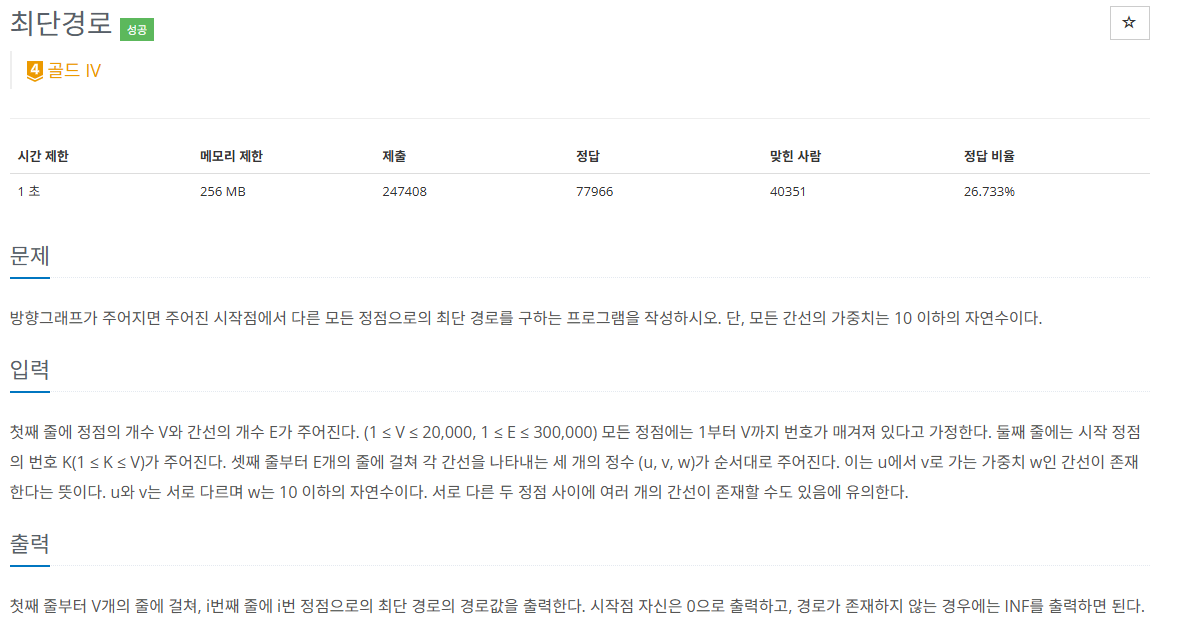 최단경로 성공
☆
4 골드 IV
시간 제한 메모리 제한 제출 정답 맞힌 사람 정답 비율
1 초 256 MB 247408 77966 40351 26.733%
문제
방향그래프가 주어지면 주어진 시작점에서 다른 모든 정점으로의 최단 경로를 구하는 프로그램을 작성하시오. 단, 모든 간선의 가중치는 10 이하의 자연수이다.
입력
첫째 줄에 정점의 개수 V와 간선의 개수 E가 주어진다. (1 ≤ V ≤ 20,000, 1 ≤ E ≤ 300,000) 모든 정점에는 1부터 V까지 번호가 매겨져 있다고 가정한다. 둘째 줄에는 시작 정점
의 번호 K(1 ≤ K ≤ V)가 주어진다. 셋째 줄부터 E개의 줄에 걸쳐 각 간선을 나타내는 세 개의 정수 (u, v, w)가 순서대로 주어진다. 이는 u에서 v로 가는 가중치 w인 간선이 존재
한다는 뜻이다. u와 v는 서로 다르며 w는 10 이하의 자연수이다. 서로 다른 두 정점 사이에 여러 개의 간선이 존재할 수도 있음에 유의한다.
출력
첫째 줄부터 V개의 줄에 걸쳐, i번째 줄에 i번 정점으로의 최단 경로의 경로값을 출력한다. 시작점 자신은 0으로 출력하고, 경로가 존재하지 않는 경우에는 INF를 출력하면 된다.